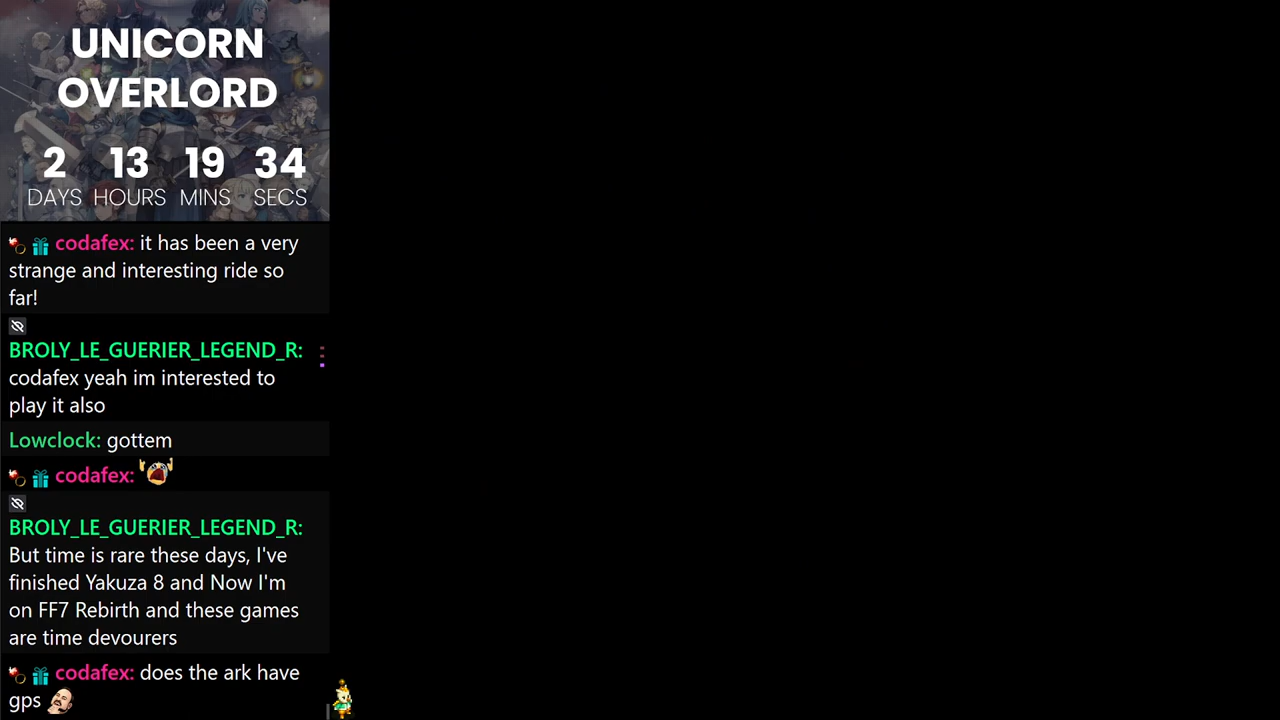 UNICORN
OVERLORD
2 13 19 34
DAYS HOURS MINS SECS
codafex: it has been a very
strange and interesting ride so
far!
BROLY_LE_GUERIER_LEGEND_R:
codafex yeah im interested to
play it also
Lowclock: gottem
codafex:
BROLY_LE_GUERIER_LEGEND_R:
But time is rare these days, I've
finished Yakuza 8 and Now I'm
on FF7 Rebirth and these games
are time devourers
codafex: does the ark have
gps